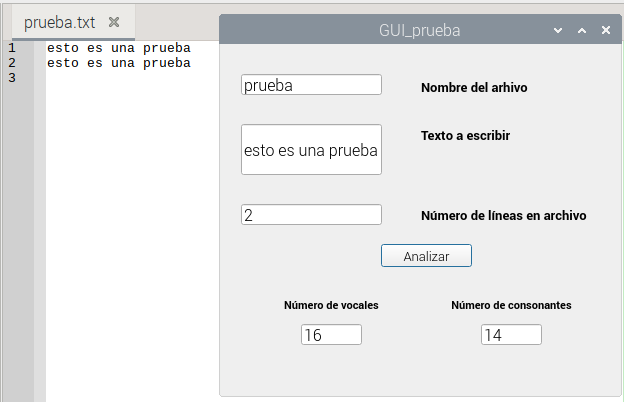 prueba.txt
1 esto es una prueba
2 esto es una prueba
3
GUI_prueba
prueba
Nombre del arhivo
esto es una prueba
Texto a escribir
2
Número de líneas en archivo
Analizar
Número de vocales
Número de consonantes
16
14